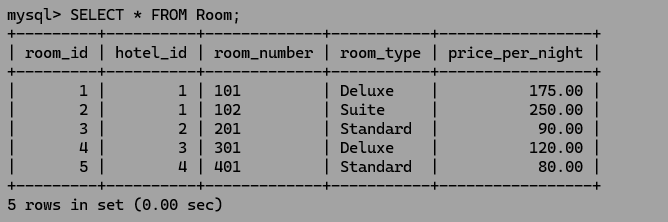 mysql> SELECT * FROM Room;
+---------+----------+-------------+-----------+-----------------+
| room_id | hotel_id | room_number | room_type | price_per_night |
+---------+----------+-------------+-----------+-----------------+
|       1 |        1 | 101         | Deluxe    |          175.00 |
|       2 |        1 | 102         | Suite     |          250.00 |
|       3 |        2 | 201         | Standard  |           90.00 |
|       4 |        3 | 301         | Deluxe    |          120.00 |
|       5 |        4 | 401         | Standard  |           80.00 |
+---------+----------+-------------+-----------+-----------------+
5 rows in set (0.00 sec)